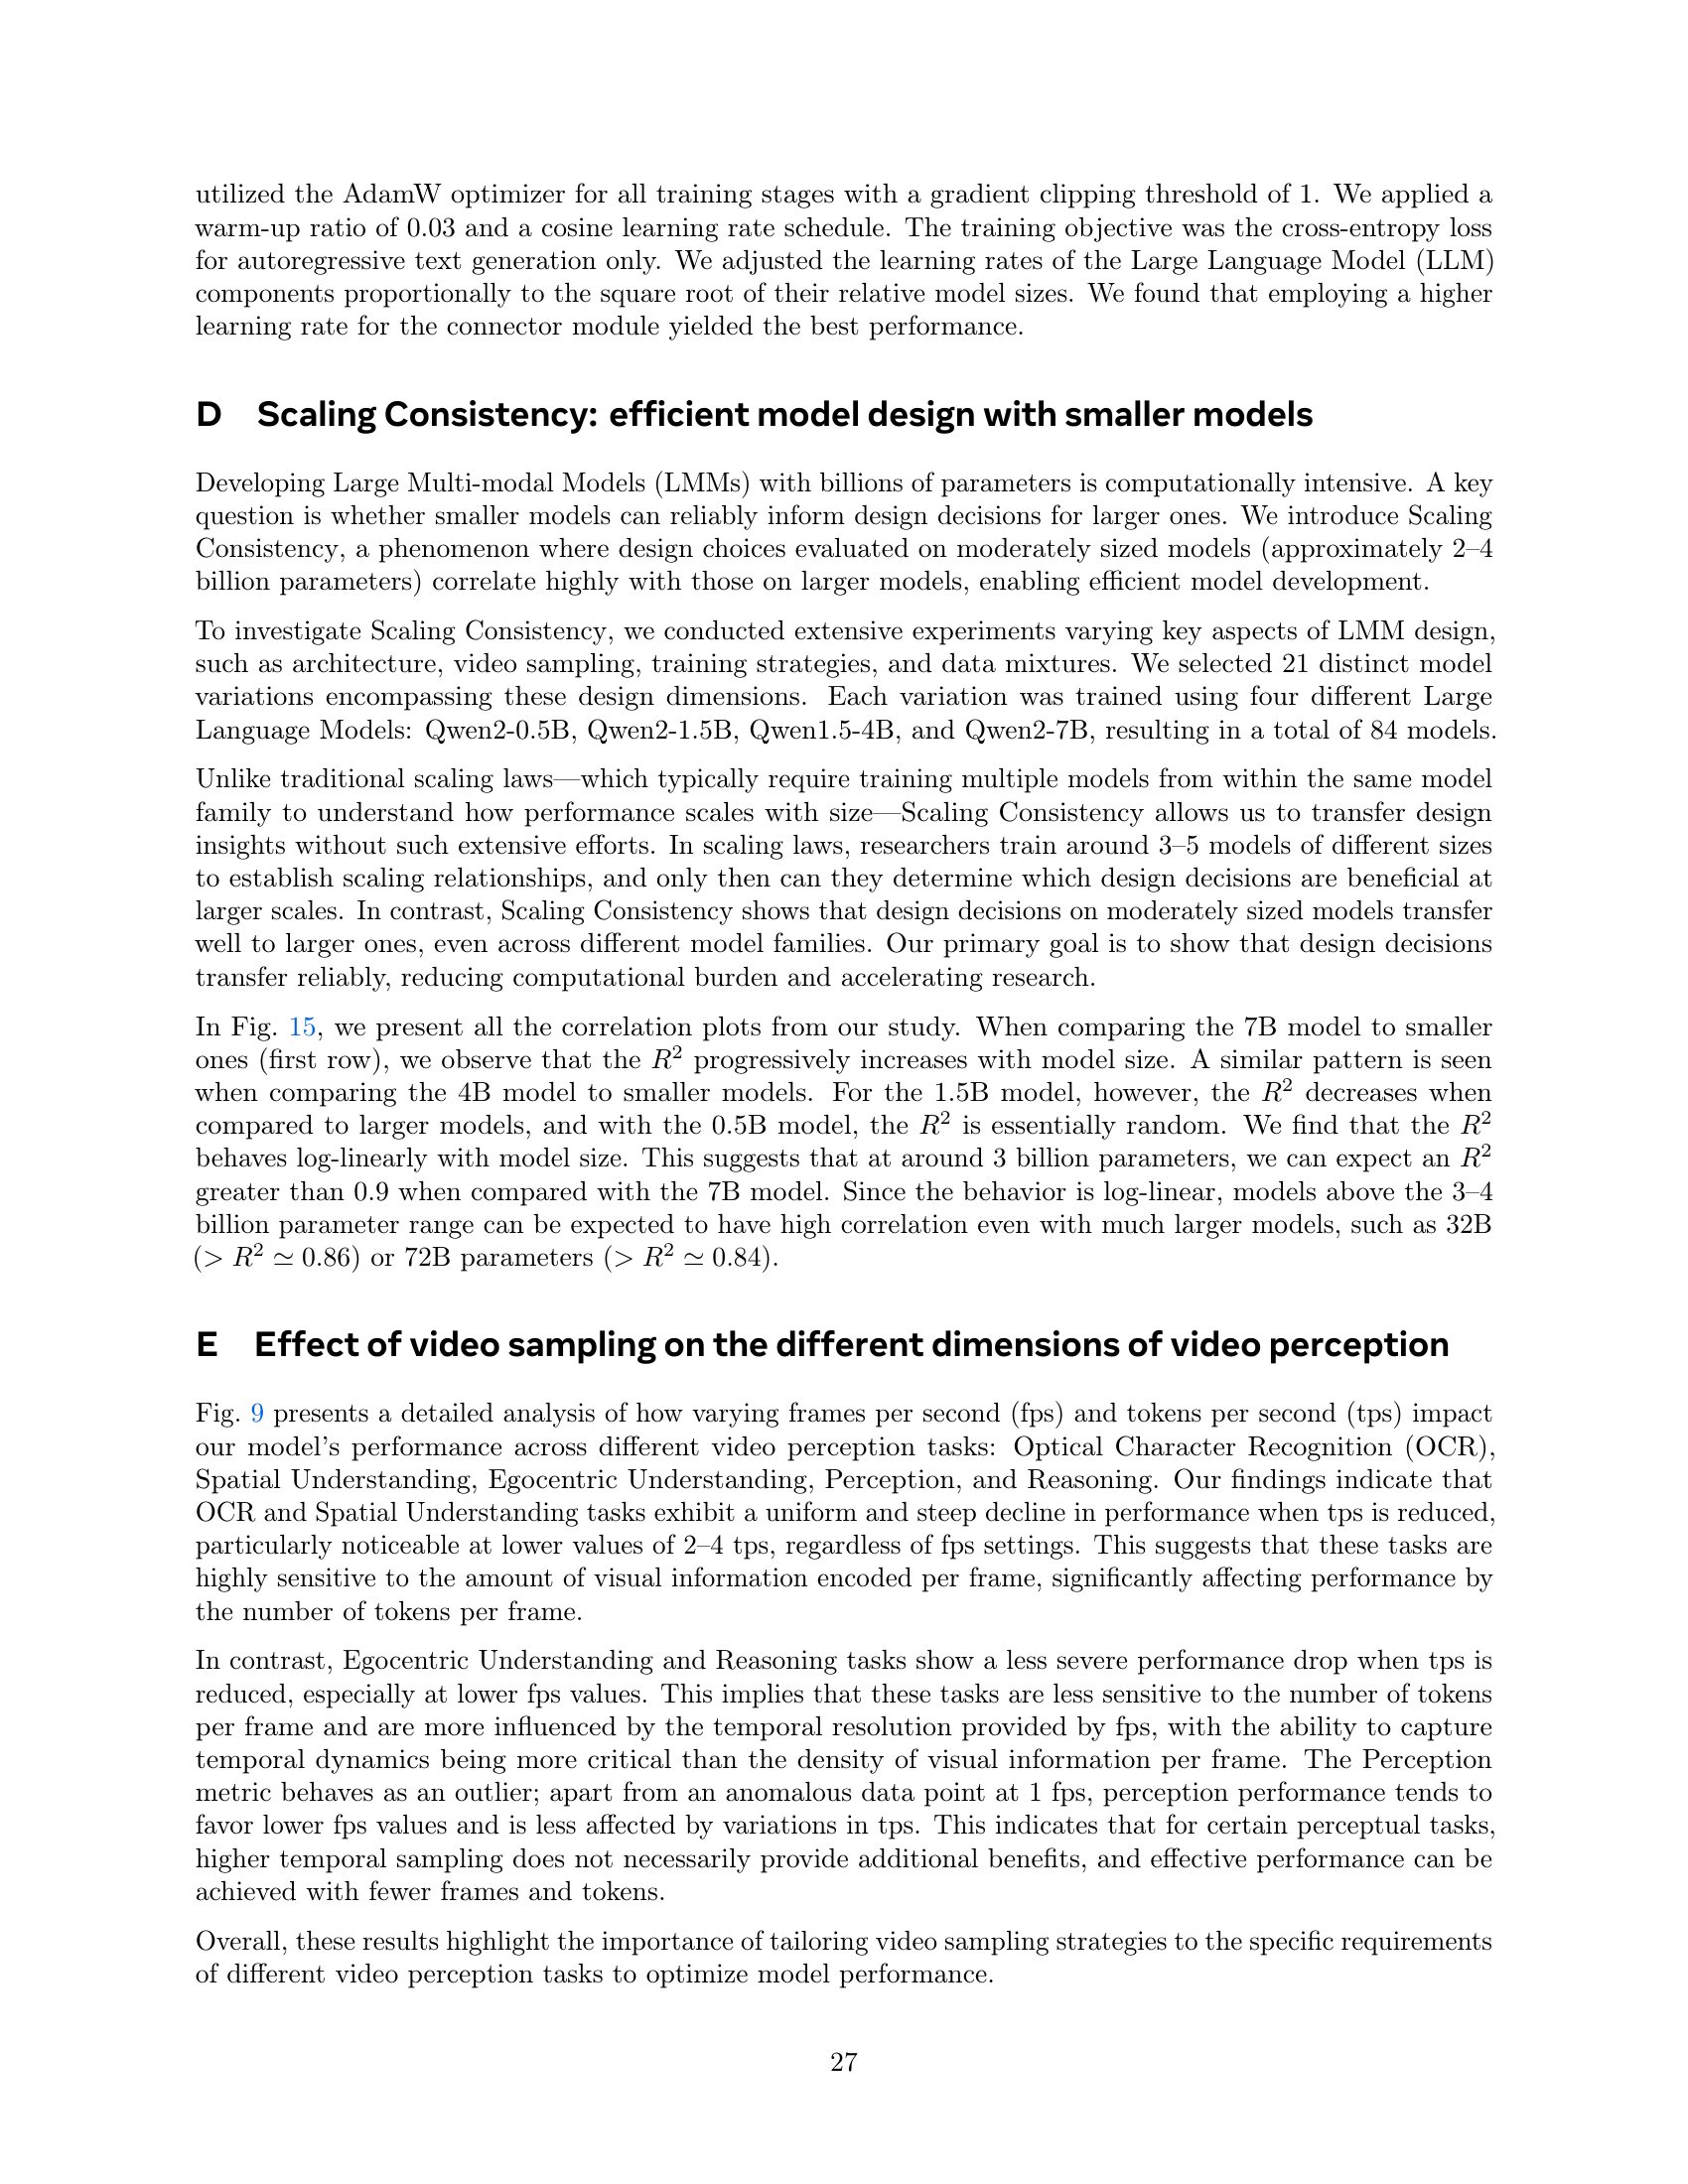 utilized the AdamW optimizer for all training stages with a gradient clipping threshold of 1. We applied a
warm-up ratio of 0.03 and a cosine learning rate schedule. The training objective was the cross-entropy loss
for autoregressive text generation only. We adjusted the learning rates of the Large Language Model (LLM)
components proportionally to the square root of their relative model sizes. We found that employing a higher
learning rate for the connector module yielded the best performance.
D Scaling Consistency: efficient model design with smaller models
Developing Large Multi-modal Models (LMMs) with billions of parameters is computationally intensive. A key
question is whether smaller models can reliably inform design decisions for larger ones. We introduce Scaling
Consistency, a phenomenon where design choices evaluated on moderately sized models (approximately 2–4
billion parameters) correlate highly with those on larger models, enabling efficient model development.
To investigate Scaling Consistency, we conducted extensive experiments varying key aspects of LMM design,
such as architecture, video sampling, training strategies, and data mixtures. We selected 21 distinct model
variations encompassing these design dimensions. Each variation was trained using four different Large
Language Models: Qwen2-0.5B, Qwen2-1.5B, Qwen1.5-4B, and Qwen2-7B, resulting in a total of 84 models.
Unlike traditional scaling laws—which typically require training multiple models from within the same model
family to understand how performance scales with size—Scaling Consistency allows us to transfer design
insights without such extensive efforts. In scaling laws, researchers train around 3–5 models of different sizes
to establish scaling relationships, and only then can they determine which design decisions are beneficial at
larger scales. In contrast, Scaling Consistency shows that design decisions on moderately sized models transfer
well to larger ones, even across different model families. Our primary goal is to show that design decisions
transfer reliably, reducing computational burden and accelerating research.
In Fig. 15, we present all the correlation plots from our study. When comparing the 7B model to smaller
ones (first row), we observe that the R² progressively increases with model size. A similar pattern is seen
when comparing the 4B model to smaller models. For the 1.5B model, however, the R² decreases when
compared to larger models, and with the 0.5B model, the R² is essentially random. We find that the R²
behaves log-linearly with model size. This suggests that at around 3 billion parameters, we can expect an R²
greater than 0.9 when compared with the 7B model. Since the behavior is log-linear, models above the 3–4
billion parameter range can be expected to have high correlation even with much larger models, such as 32B
(> R² ≃ 0.86) or 72B parameters (> R² ≃ 0.84).
E Effect of video sampling on the different dimensions of video perception
Fig. 9 presents a detailed analysis of how varying frames per second (fps) and tokens per second (tps) impact
our model's performance across different video perception tasks: Optical Character Recognition (OCR),
Spatial Understanding, Egocentric Understanding, Perception, and Reasoning. Our findings indicate that
OCR and Spatial Understanding tasks exhibit a uniform and steep decline in performance when tps is reduced,
particularly noticeable at lower values of 2–4 tps, regardless of fps settings. This suggests that these tasks are
highly sensitive to the amount of visual information encoded per frame, significantly affecting performance by
the number of tokens per frame.
In contrast, Egocentric Understanding and Reasoning tasks show a less severe performance drop when tps is
reduced, especially at lower fps values. This implies that these tasks are less sensitive to the number of tokens
per frame and are more influenced by the temporal resolution provided by fps, with the ability to capture
temporal dynamics being more critical than the density of visual information per frame. The Perception
metric behaves as an outlier; apart from an anomalous data point at 1 fps, perception performance tends to
favor lower fps values and is less affected by variations in tps. This indicates that for certain perceptual tasks,
higher temporal sampling does not necessarily provide additional benefits, and effective performance can be
achieved with fewer frames and tokens.
Overall, these results highlight the importance of tailoring video sampling strategies to the specific requirements
of different video perception tasks to optimize model performance.
27